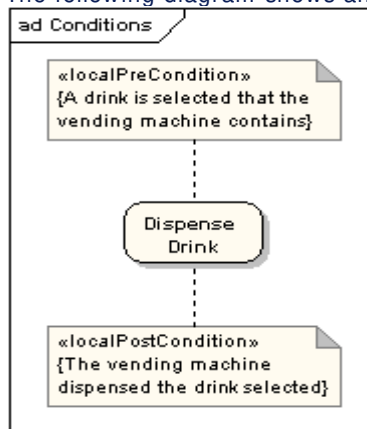 The following diagram shows an
ad Conditions
«localPreCondition»
{A drink is selected that the
vending machine contains}
Dispense
Drink
«localPostCondition»
{The vending machine
dispensed the drink selected}